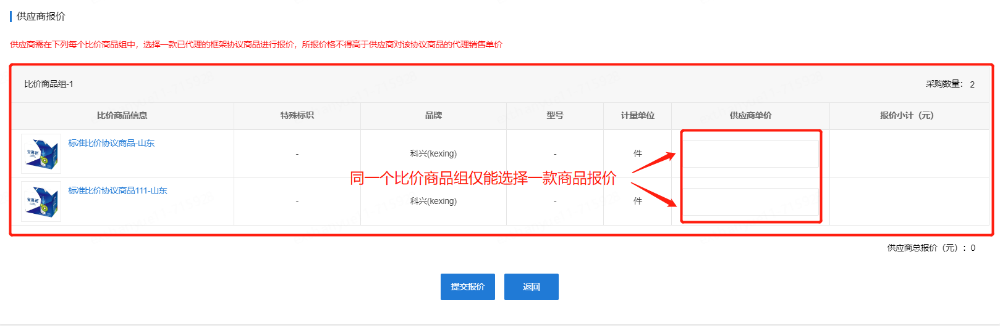 供应商报价
供应商需在下列每个比价商品组中，选择一款已代理的框架协议商品进行报价，所报价格不得高于供应商对该协议商品的代理销售单价
比价商品组-1 采购数量： 2
比价商品信息 特殊标识 品牌 型号 计量单位 供应商单价 报价小计（元）
标准比价协议商品-山东
- 科兴(kexing) - 件
同一个比价商品组仅能选择一款商品报价
标准比价协议商品111-山东
- 科兴(kexing) - 件
供应商总报价（元）：0
提交报价 返回